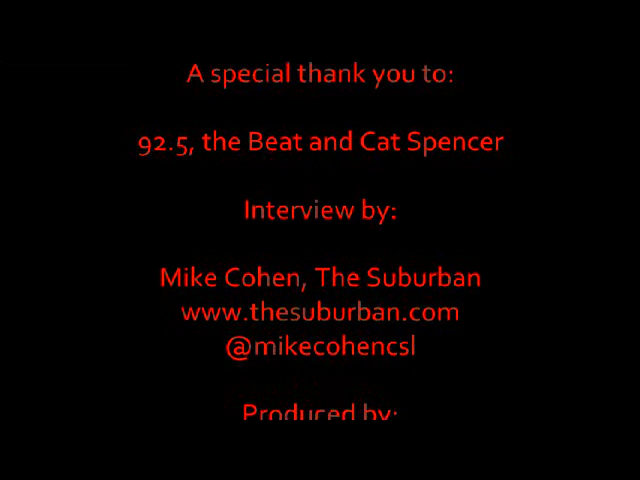 A special thank you to:
92.5, the Beat and Cat Spencer
Interview by:
Mike Cohen, The Suburban
www.thesuburban.com
@mikecohencsl
Produced by: